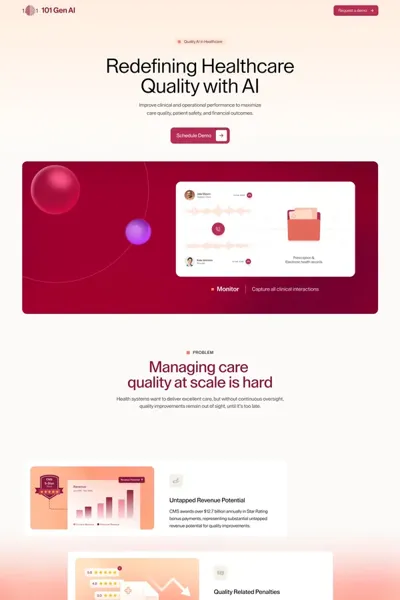 101 Gen AI
Request a demo
Quality AI in Healthcare
Redefining Healthcare
Quality with AI
Improve clinical and operational performance to maximize
care quality, patient safety, and financial outcomes.
Schedule Demo
Monitor
Capture all clinical interactions
PROBLEM
Managing care
quality at scale is hard
Health systems want to deliver excellent care, but without continuous oversight,
quality improvements remain out of sight, until it's too late.
Revenue
Untapped Revenue Potential
CMS awards over $12.7 billion annually in Star Rating
bonus payments, representing substantial untapped
revenue potential for quality improvements.
Quality Related Penalties